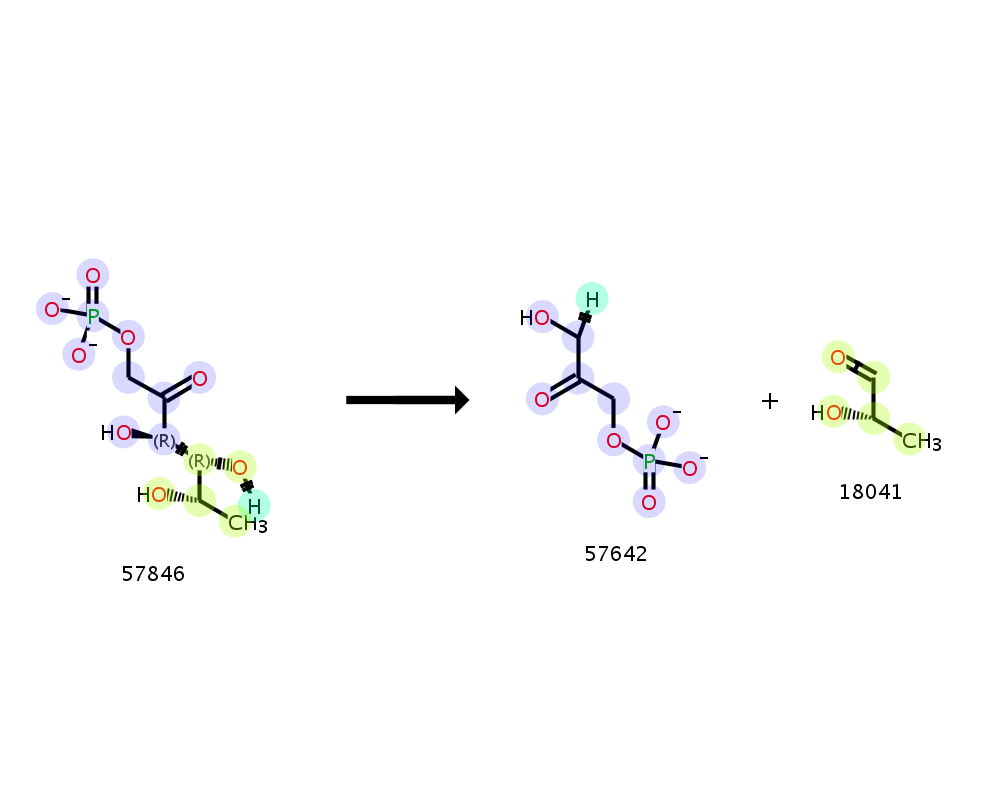 O
O⁻ P
O
O⁻
O
HO (R)
(R) O
HO H
CH₃
57846
H
HO
O
O O⁻
P O⁻
O
57642
+
O
HO
CH₃
18041